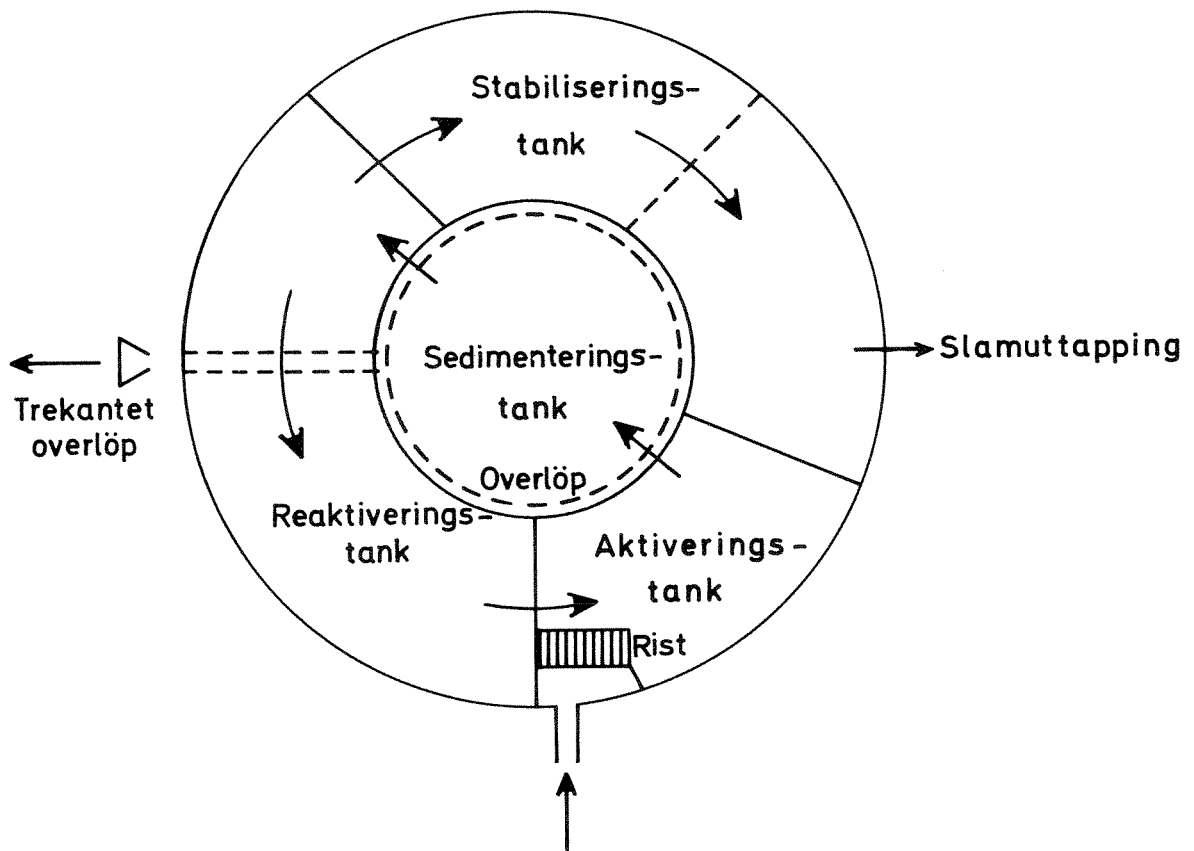 Stabiliserings-
tank
Sedimenterings-
tank
Slamuttapping
Trekantet
overlöp
Overlöp
Reaktiverings-
tank
Aktiverings-
tank
Rist